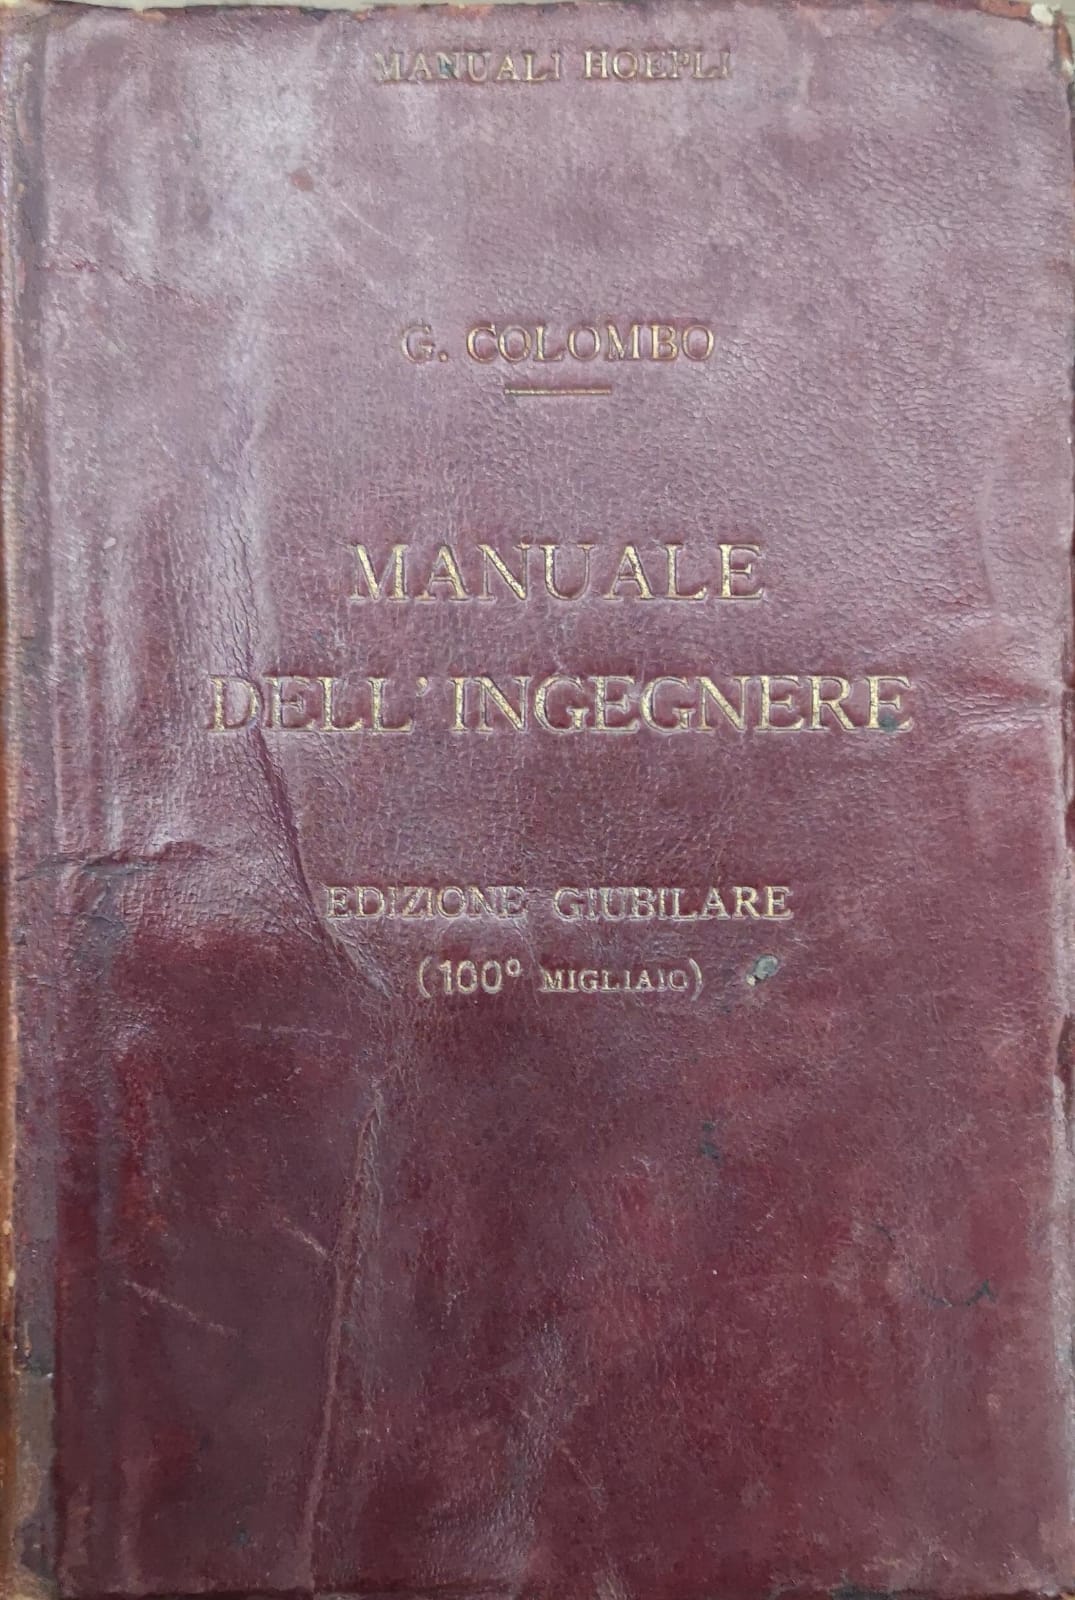 MANUALI HOEPLI
G. COLOMBO
MANUALE
DELL'INGEGNERE
EDIZIONE GIUBILARE
(100° MIGLIAIO)